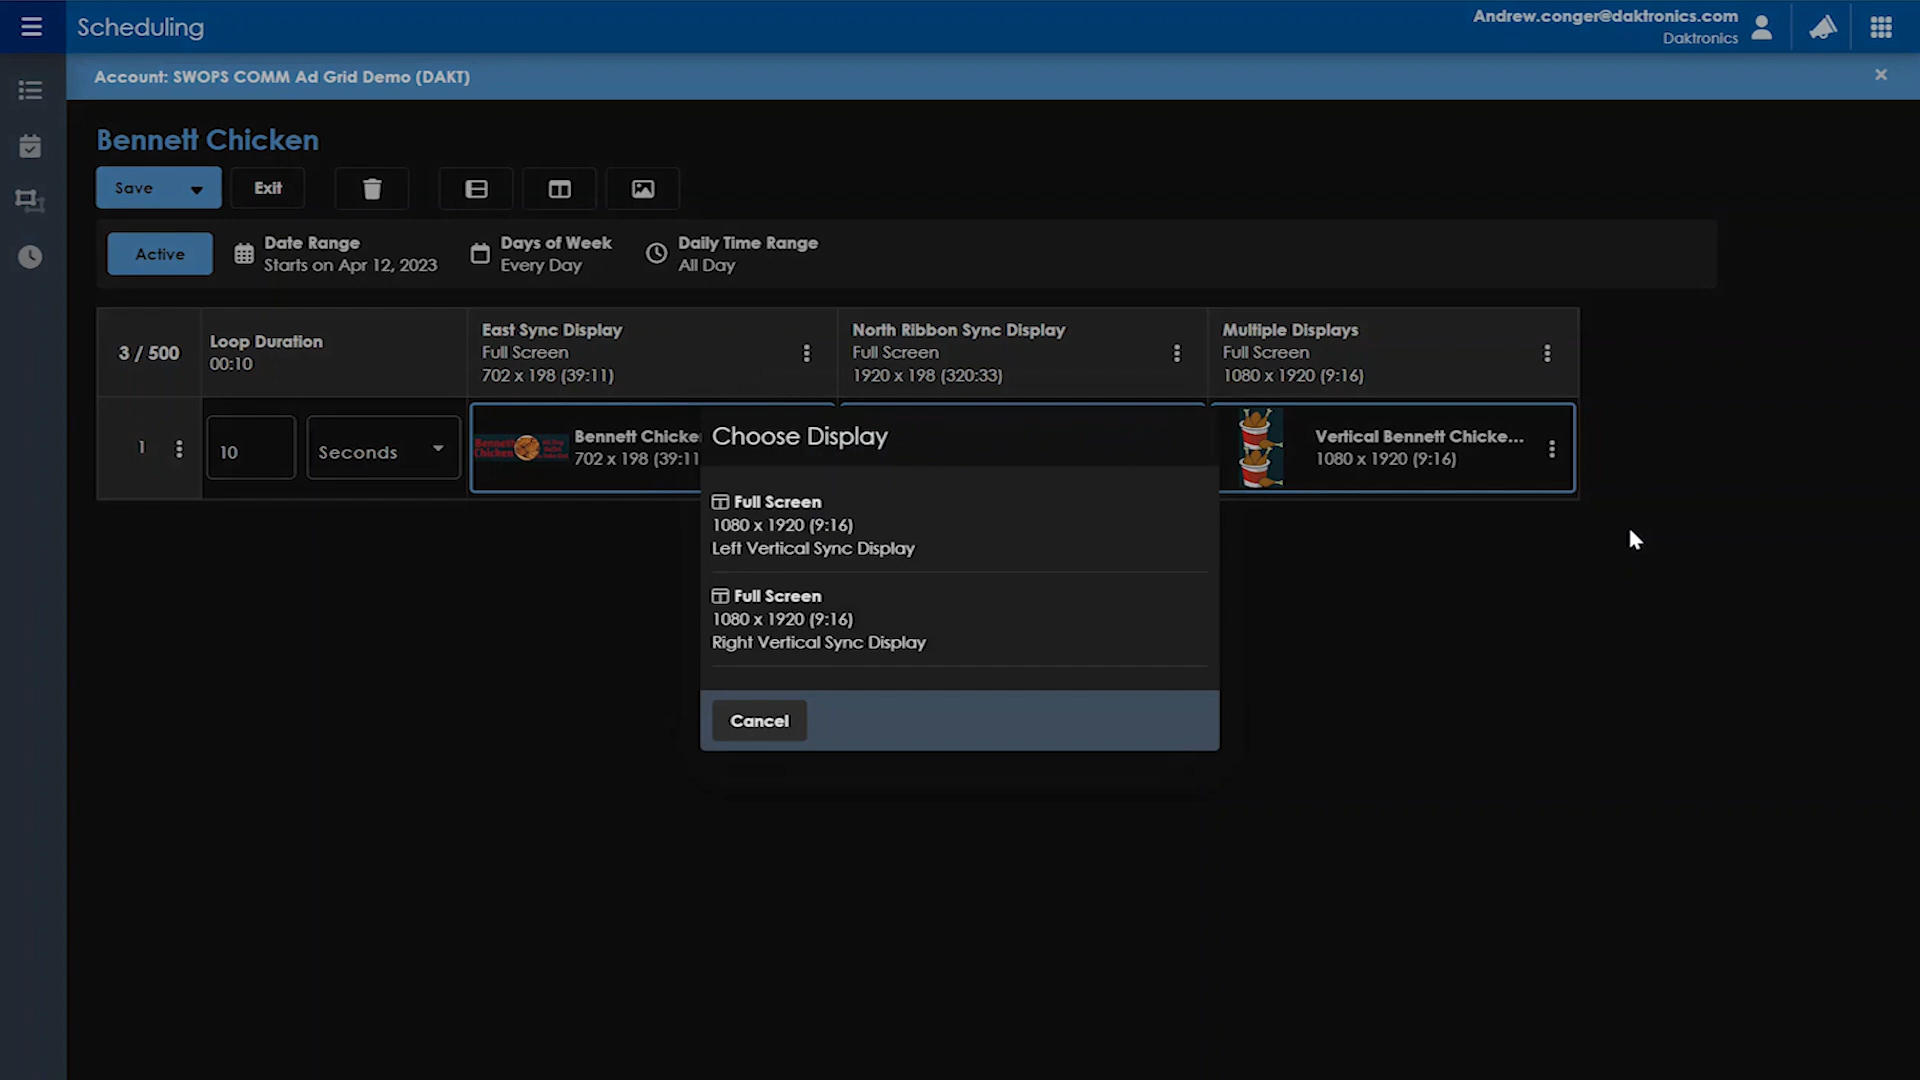 Scheduling
Andrew.conger@daktronics.com
Daktronics
Account: SWOPS COMM Ad Grid Demo (DAKT)
Bennett Chicken
Save
Exit
Active
Date Range
Starts on Apr 12, 2023
Days of Week
Every Day
Daily Time Range
All Day
3 / 500
Loop Duration
00:10
East Sync Display
Full Screen
702 x 198 (39:11)
North Ribbon Sync Display
Full Screen
1920 x 198 (320:33)
Multiple Displays
Full Screen
1080 x 1920 (9:16)
1
10
Seconds
Bennett
Chicken
Bennett Chicke
702 x 198 (39:11
Vertical Bennett Chicke...
1080 x 1920 (9:16)
Choose Display
Full Screen
1080 x 1920 (9:16)
Left Vertical Sync Display
Full Screen
1080 x 1920 (9:16)
Right Vertical Sync Display
Cancel